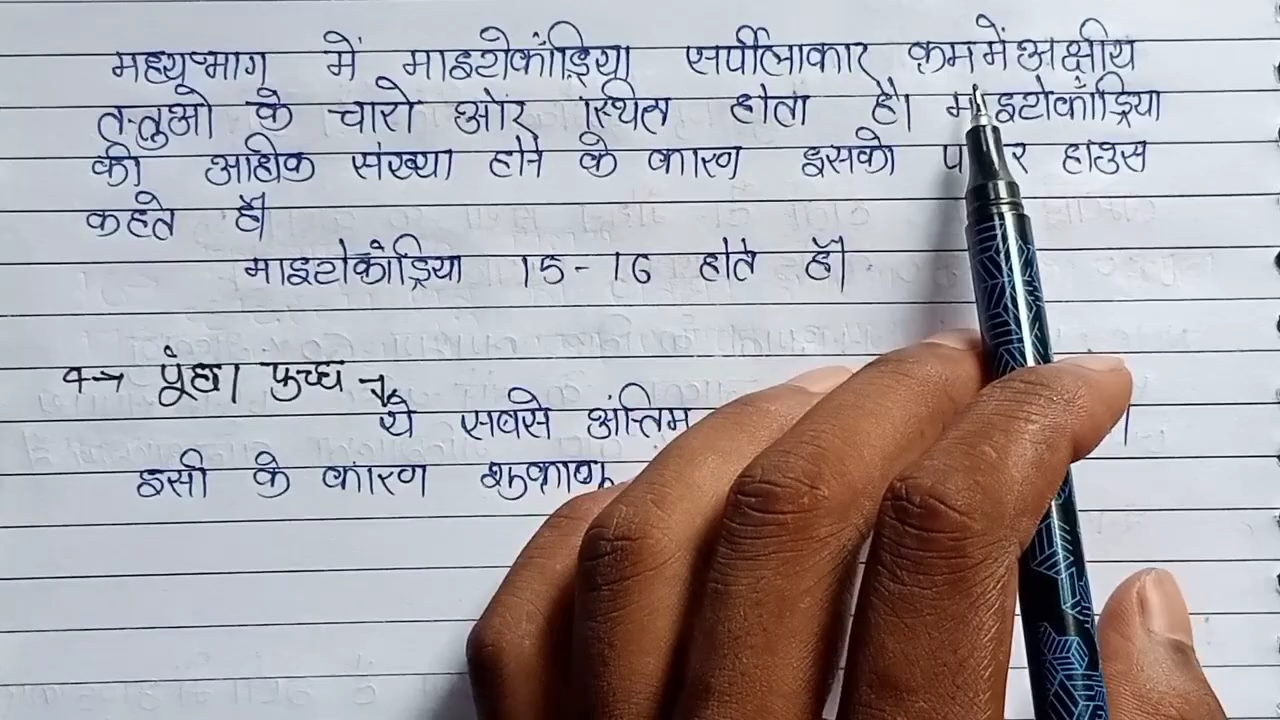 मध्यभाग में माइटोकॉंड्रिया सर्पीलाकार क्रम में अक्षीय
तन्तुओ के चारो ओर स्थित होता है। माइटोकॉंड्रिया
की अधिक संख्या होने के कारण इसको हाउस
कहते हैं।
माइटोकॉंड्रिया 15-16 होते हैं।
4→ पूंछ। पुच्छ →
ये सबसे अंतिम
इसी के कारण शुक्राणु